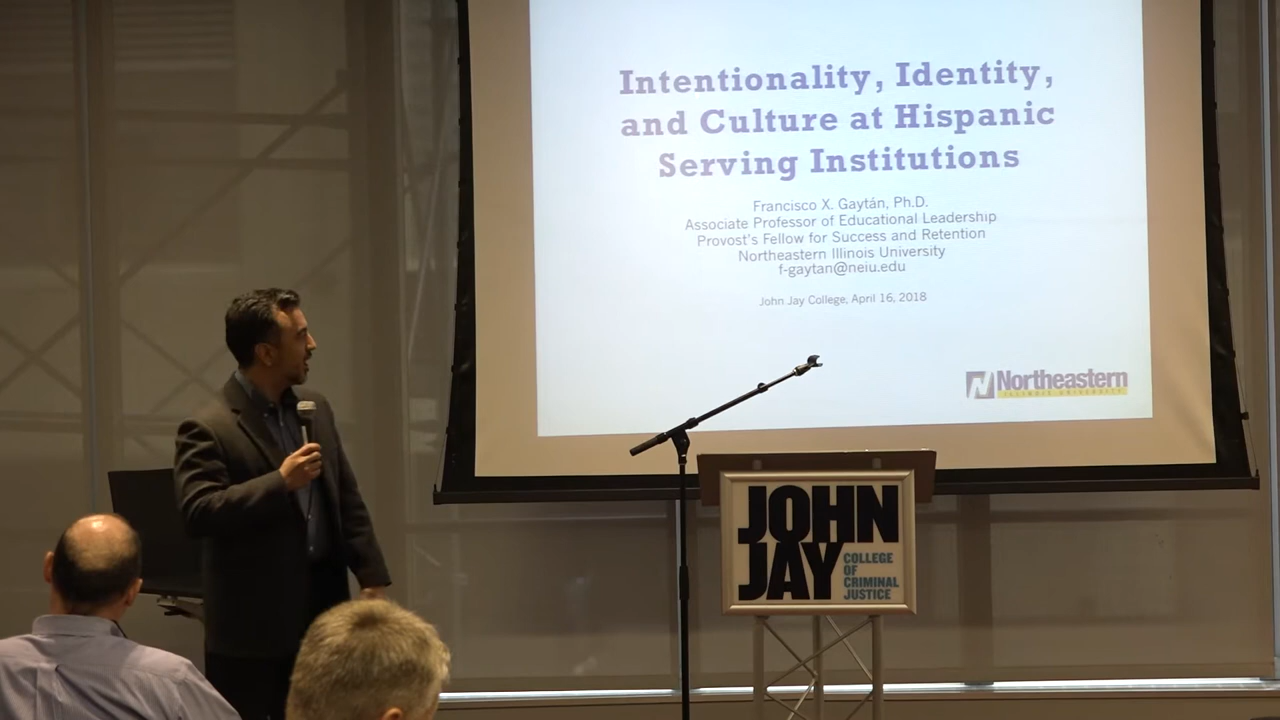 Intentionality, Identity,
and Culture at Hispanic
Serving Institutions
Francisco X. Gaytán, Ph.D.
Associate Professor of Educational Leadership
Provost's Fellow for Success and Retention
Northeastern Illinois University
f-gaytan@neiu.edu
John Jay College, April 16, 2018
Northeastern
ILLINOIS UNIVERSITY
JOHN
JAY
COLLEGE
OF
CRIMINAL
JUSTICE